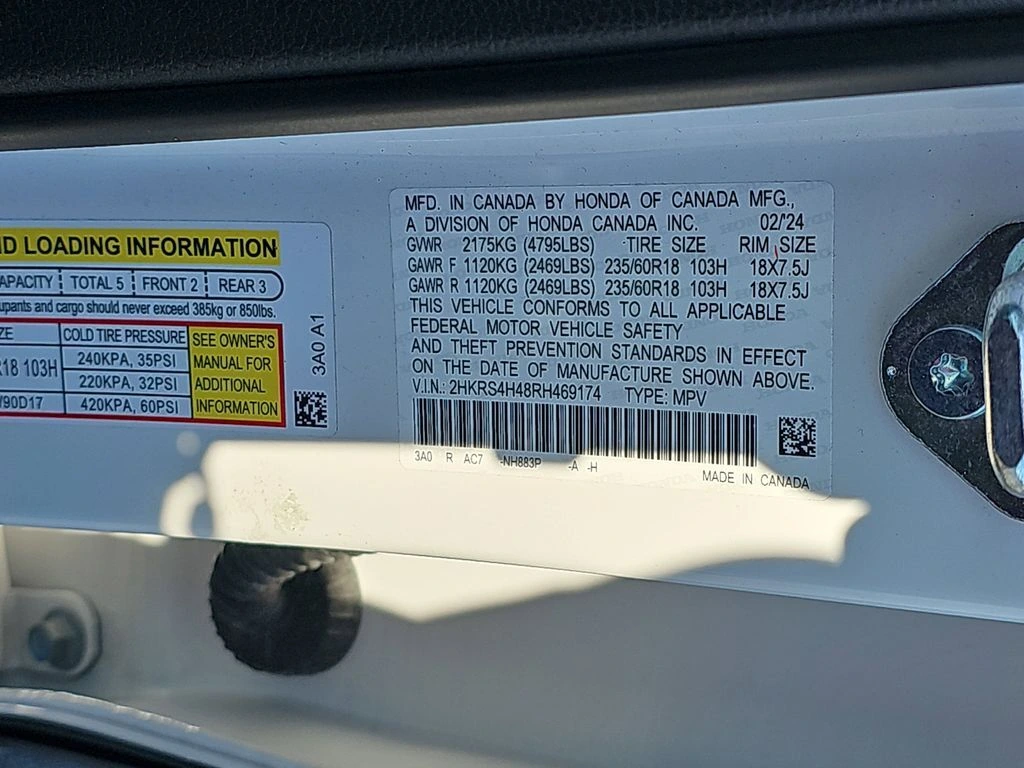 ND LOADING INFORMATION
CAPACITY TOTAL 5 FRONT 2 REAR 3
upants and cargo should never exceed 385kg or 850lbs.
ZE COLD TIRE PRESSURE SEE OWNER'S MANUAL FOR ADDITIONAL INFORMATION
R18 103H 240KPA, 35PSI
220KPA, 32PSI
/90D17 420KPA, 60PSI
3A0 A1
MFD. IN CANADA BY HONDA OF CANADA MFG.,
A DIVISION OF HONDA CANADA INC. 02/'24
GVWR 2175KG (4795LBS) TIRE SIZE RIM SIZE
GAWR F 1120KG (2469LBS) 235/60R18 103H 18X7.5J
GAWR R 1120KG (2469LBS) 235/60R18 103H 18X7.5J
THIS VEHICLE CONFORMS TO ALL APPLICABLE
FEDERAL MOTOR VEHICLE SAFETY
AND THEFT PREVENTION STANDARDS IN EFFECT
ON THE DATE OF MANUFACTURE SHOWN ABOVE.
V.I.N.: 2HKRS4H48RH469174 TYPE: MPV
3A0 R AC7 -NH883P -A -H
MADE IN CANADA